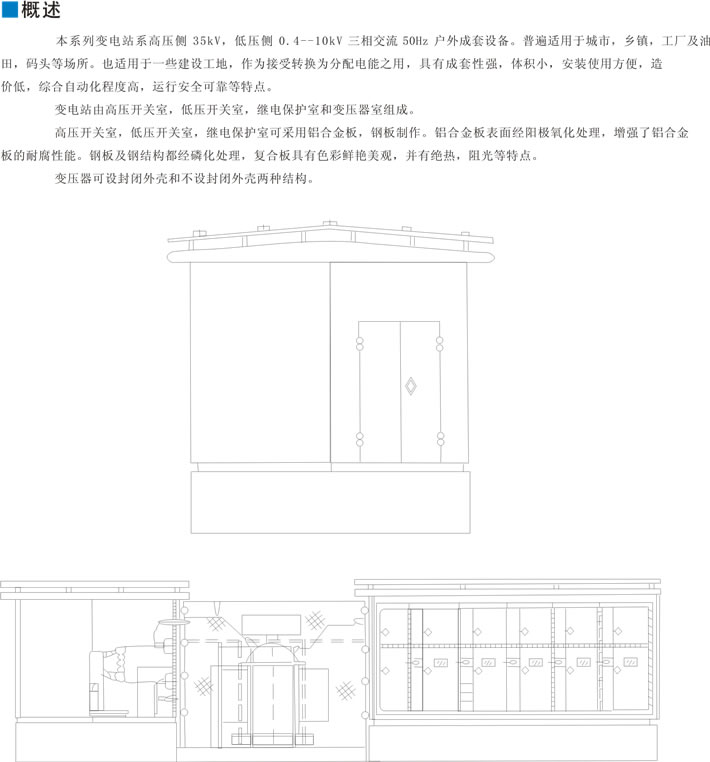 概述
本系列变电站系高压侧 35kV，低压侧 0.4--10kV 三相交流 50Hz 户外成套设备。普遍适用于城市，乡镇，工厂及油
田，码头等场所。也适用于一些建设工地，作为接受转换为分配电能之用，具有成套性强，体积小，安装使用方便，造
价低，综合自动化程度高，运行安全可靠等特点。
变电站由高压开关室，低压开关室，继电保护室和变压器室组成。
高压开关室，低压开关室，继电保护室可采用铝合金板，钢板制作。铝合金板表面经阳极氧化处理，增强了铝合金
板的耐腐性能。钢板及钢结构都经磷化处理，复合板具有色彩鲜艳美观，并有绝热，阻光等特点。
变压器可设封闭外壳和不设封闭外壳两种结构。